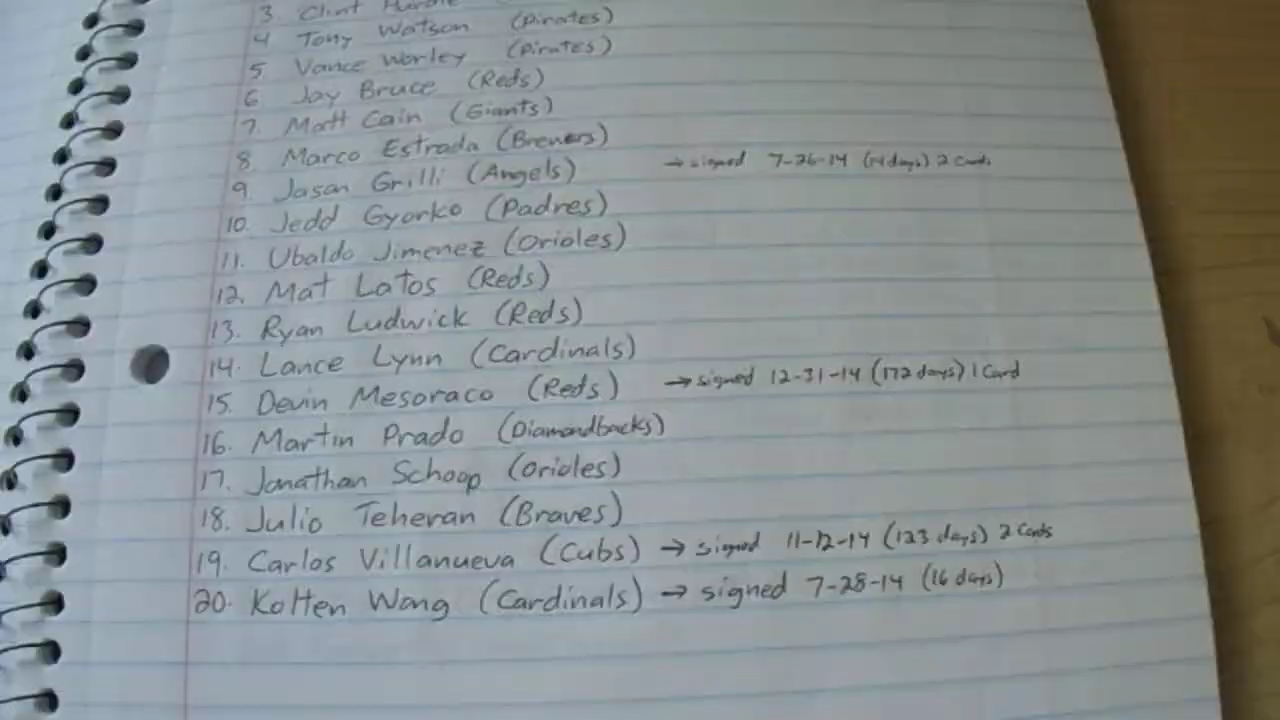 3 Clint Hurdle
4 Tony Watson (Pirates)
5 Vance Worley (Pirates)
6 Jay Bruce (Reds)
7. Matt Cain (Giants)
8. Marco Estrada (Brewers)
9. Jason Grilli (Angels) → signed 7-26-14 (14 days) 2 Cards
10. Jedd Gyorko (Padres)
11. Ubaldo Jimenez (Orioles)
12. Mat Latos (Reds)
13. Ryan Ludwick (Reds)
14. Lance Lynn (Cardinals)
15. Devin Mesoraco (Reds) → signed 12-31-14 (172 days) 1 Card
16. Martin Prado (Diamondbacks)
17. Jonathan Schoop (Orioles)
18. Julio Teheran (Braves)
19. Carlos Villanueva (Cubs) → signed 11-12-14 (123 days) 2 Cards
20. Kolten Wong (Cardinals) → signed 7-28-14 (16 days)